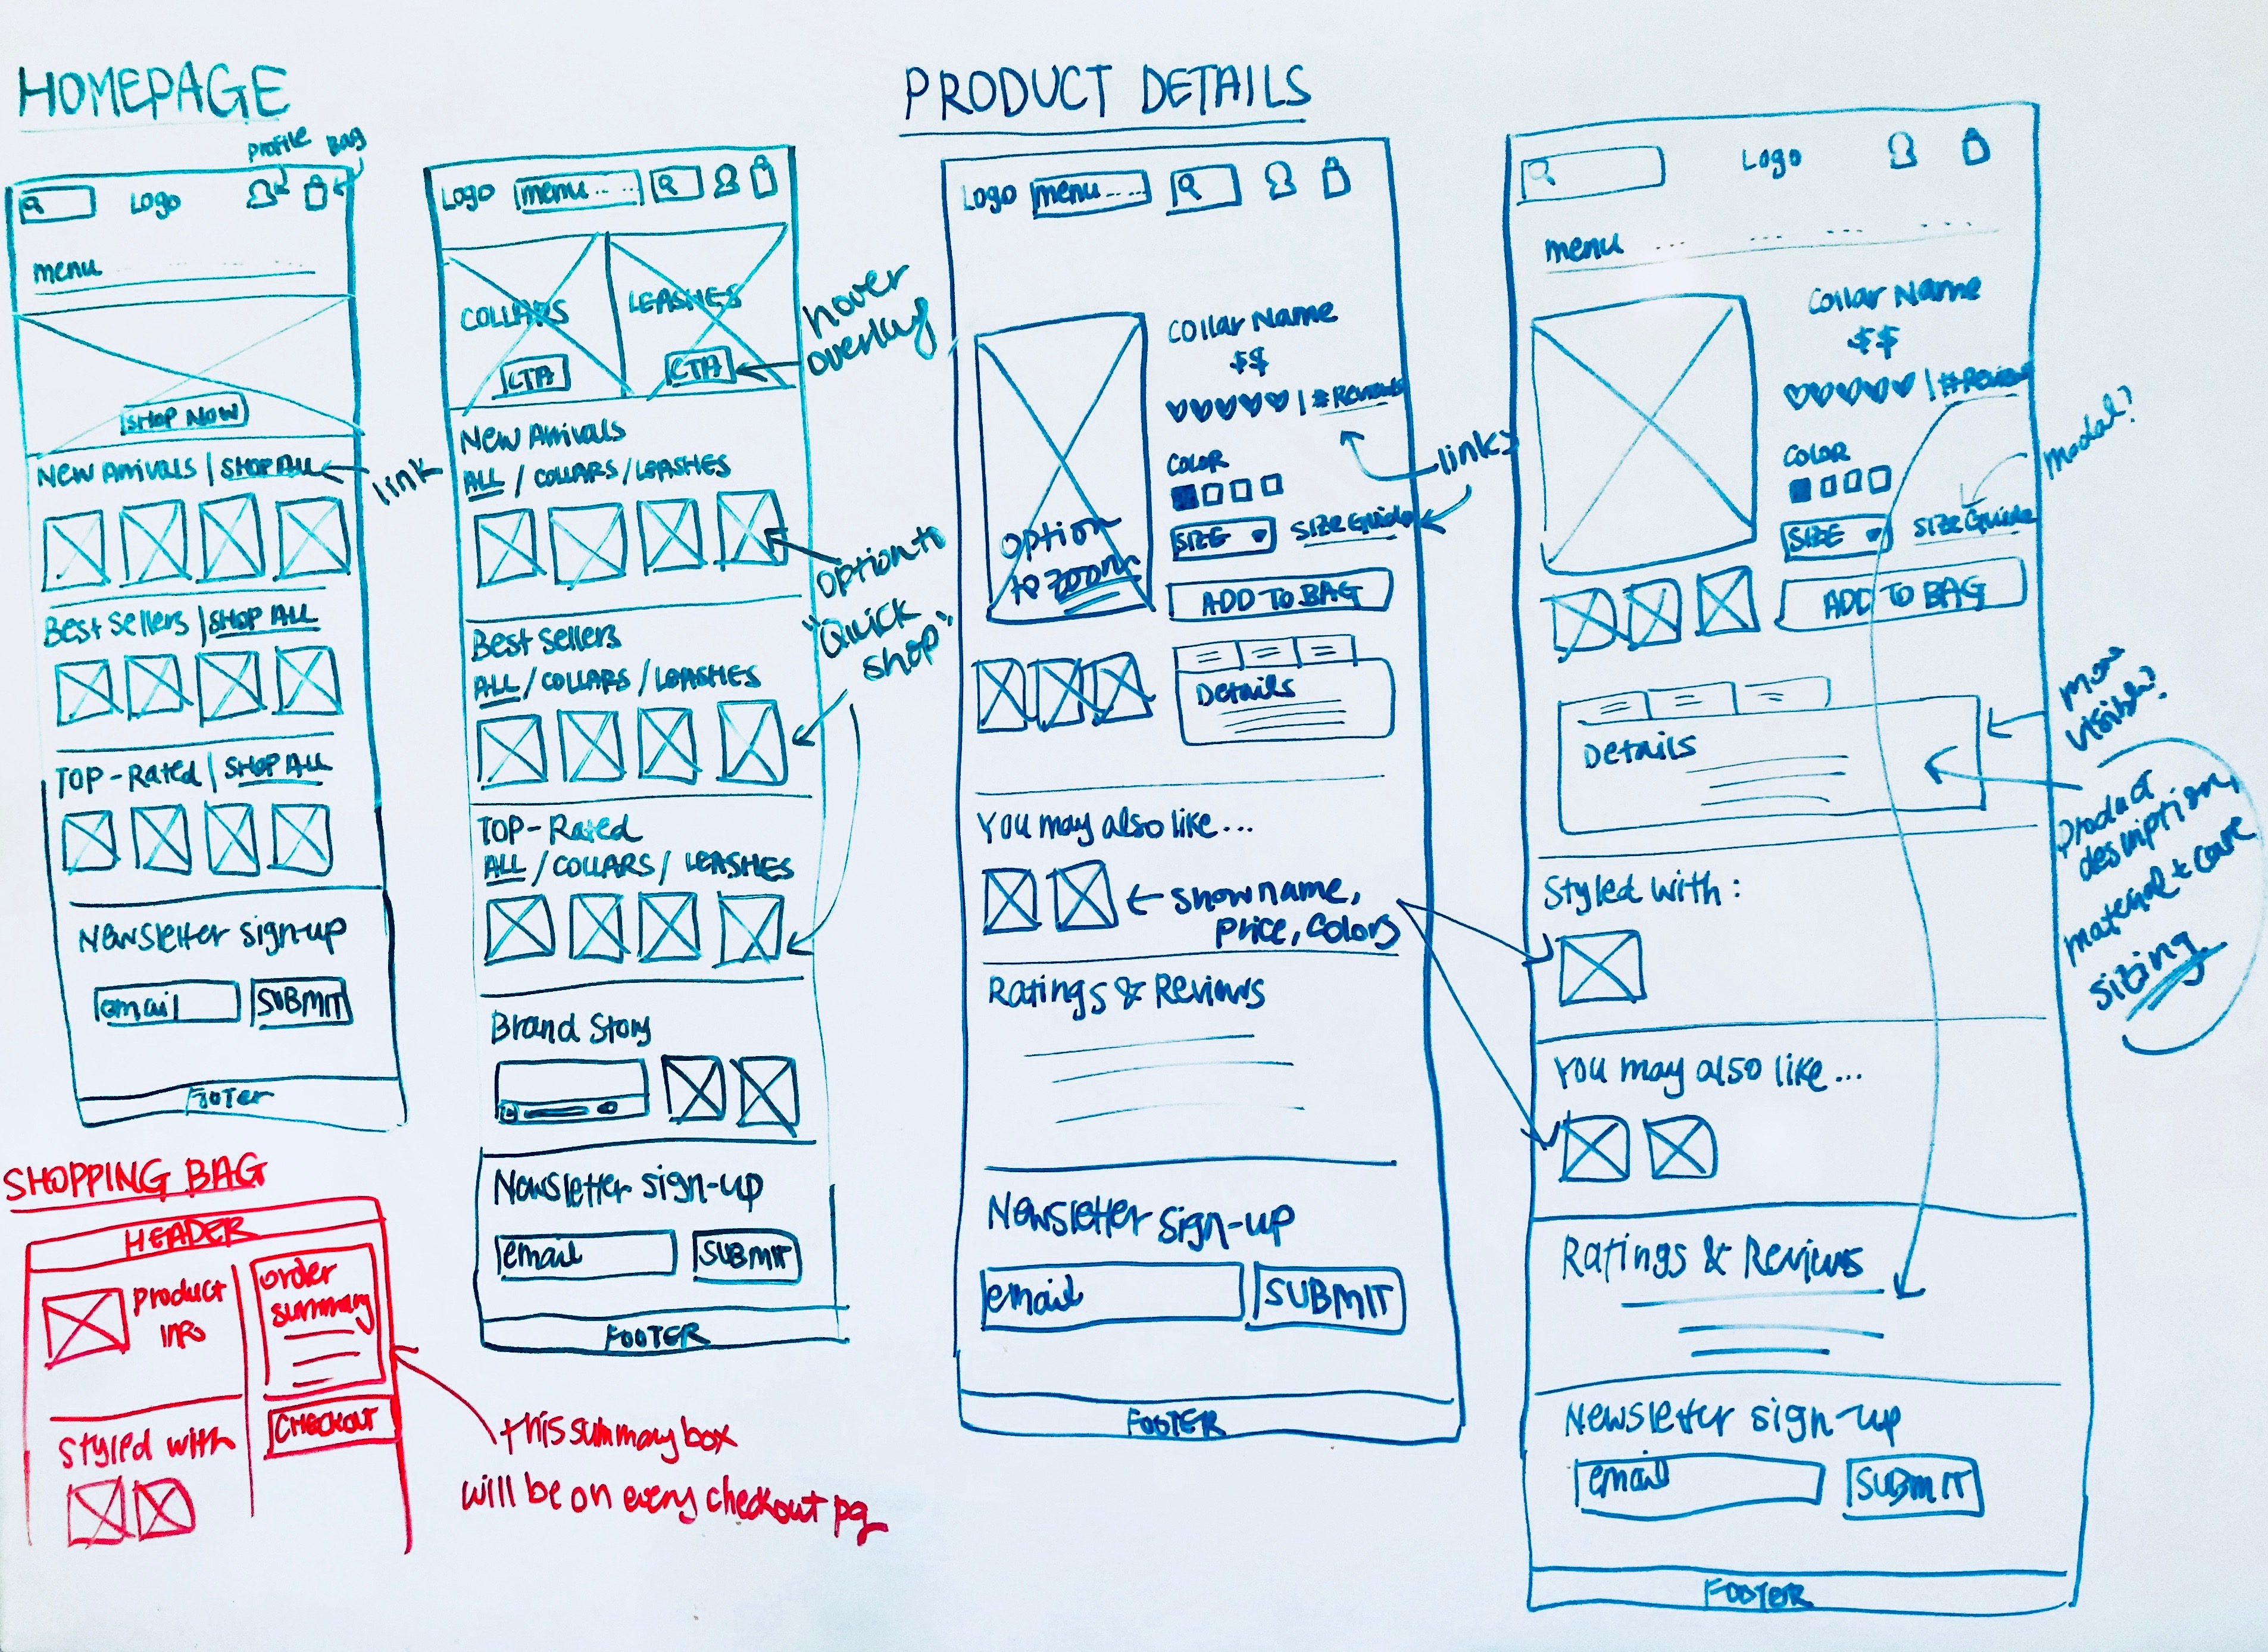 HOMEPAGE
Profile Bag
Logo
menu
SHOP NOW
New Arrivals | SHOP ALL
link
Best Sellers | SHOP ALL
TOP-Rated | SHOP ALL
Newsletter sign-up
email SUBMIT
Footer
Logo menu
COLLARS LEASHES
CTA CTA
hover
overlay
New Arrivals
ALL / COLLARS / LEASHES
option to
"Quick
shop"
Best Sellers
ALL / COLLARS / LEASHES
TOP-Rated
ALL / COLLARS / LEASHES
Brand Story
Newsletter sign-up
email SUBMIT
FOOTER
PRODUCT DETAILS
Logo menu
Collar Name
$$
| # Reviews
links
COLOR
SIZE Size Guide
option
to zoom
ADD TO BAG
Details
You may also like...
show name,
price, colors
Ratings & Reviews
Newsletter sign-up
email SUBMIT
FOOTER
Logo
menu
Collar Name
$$
| # Reviews
modal?
COLOR
SIZE Size Guide
ADD TO BAG
Details
more
visible?
product
description,
material + care
sizing
Styled with:
You may also like...
Ratings & Reviews
Newsletter sign-up
email SUBMIT
FOOTER
SHOPPING BAG
HEADER
product
info
order
summary
CHECKOUT
styled with
this summary box
will be on every checkout pg